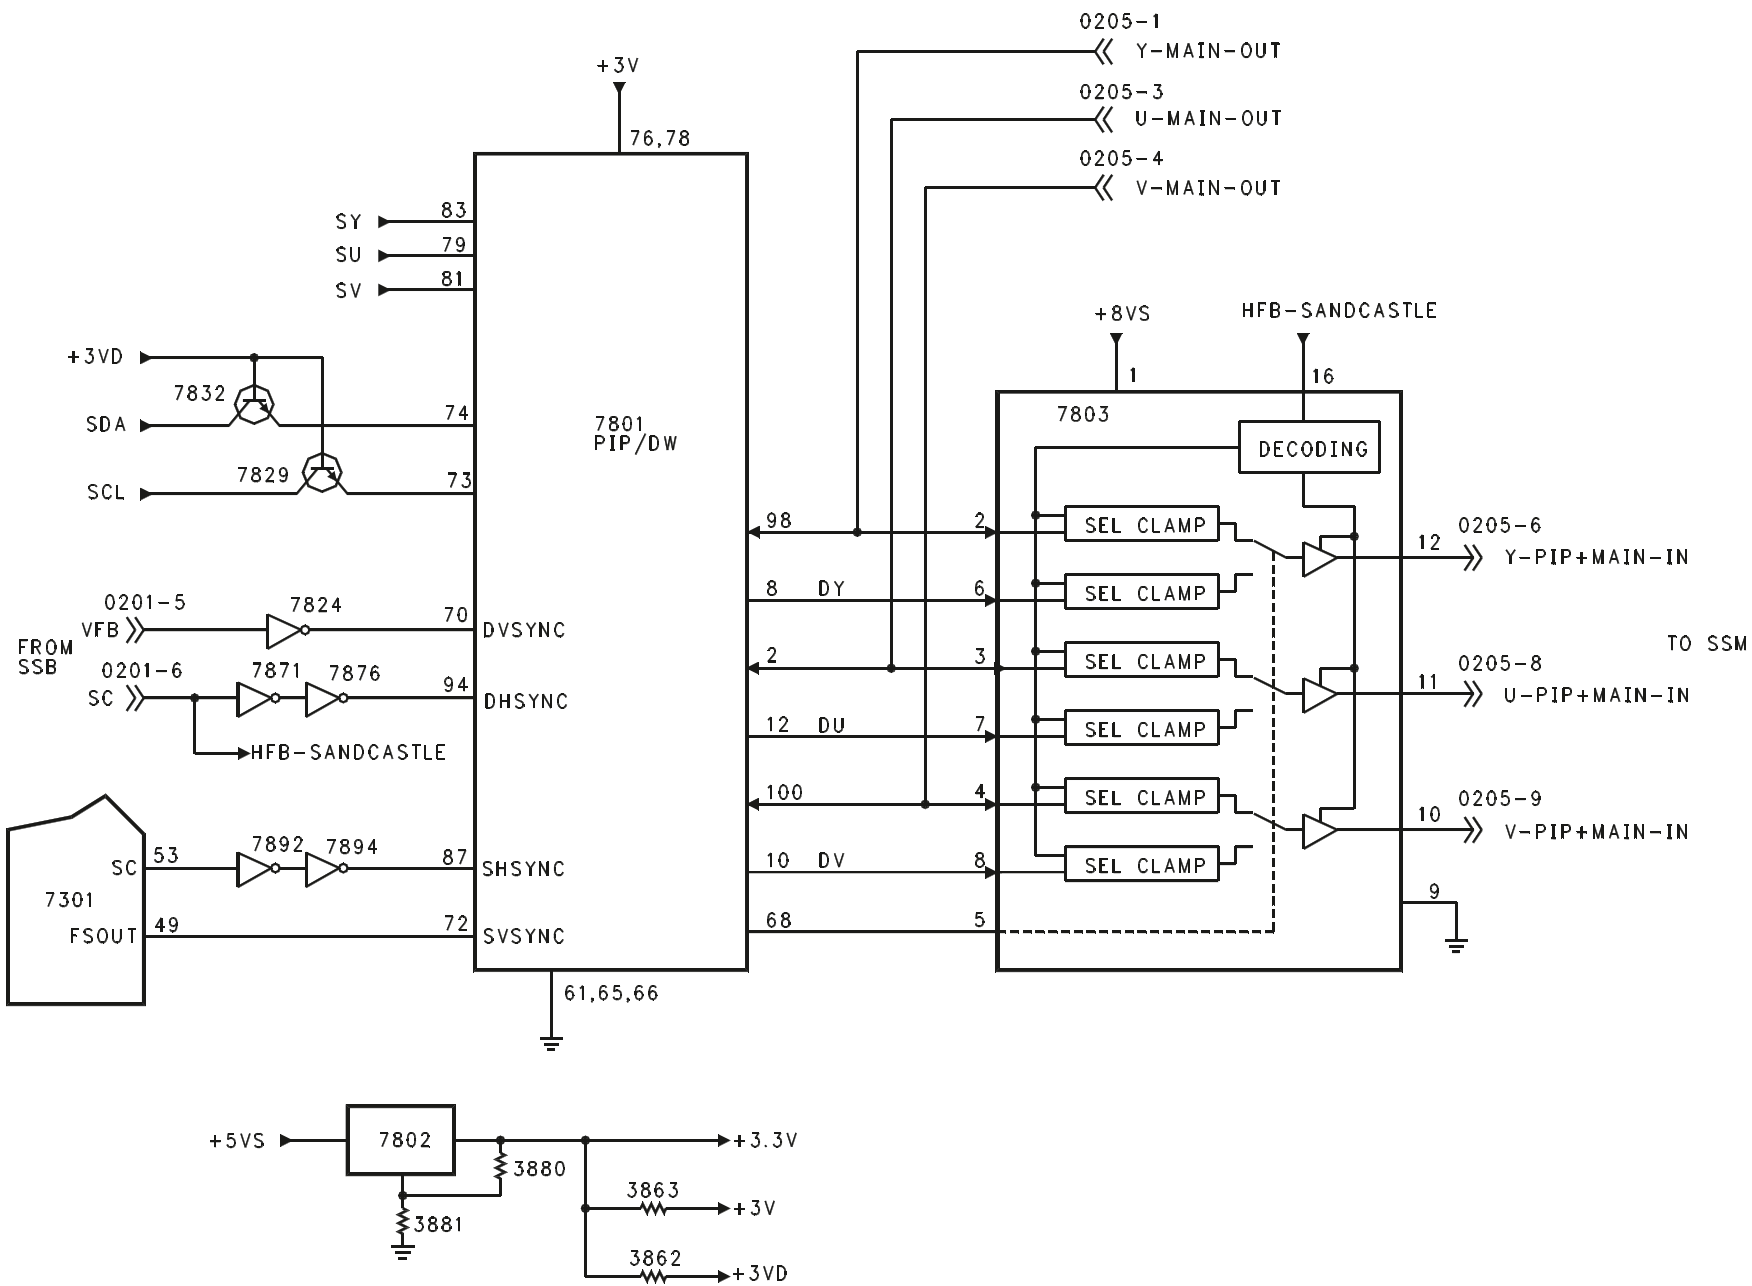 0205-1
Y-MAIN-OUT
+3V
0205-3
U-MAIN-OUT
76,78
0205-4
V-MAIN-OUT
SY
83
SU
79
SV
81
+8VS
HFB-SANDCASTLE
+3VD
1
16
7832
7803
SDA
74
7801
PIP/DW
DECODING
7829
SCL
73
98
2
SEL CLAMP
0205-6
12
Y-PIP+MAIN-IN
0201-5
7824
8
DY
6
SEL CLAMP
VFB
70
DVSYNC
FROM
SSB
TO SSM
0201-6
7871
7876
2
3
SEL CLAMP
0205-8
SC
94
DHSYNC
11
U-PIP+MAIN-IN
12
DU
7
SEL CLAMP
HFB-SANDCASTLE
100
4
SEL CLAMP
0205-9
10
V-PIP+MAIN-IN
7892
7894
SC
53
87
SHSYNC
10
DV
8
SEL CLAMP
7301
9
FSOUT
49
72
SVSYNC
68
5
61,65,66
+5VS
7802
+3.3V
3880
3863
+3V
3881
3862
+3VD